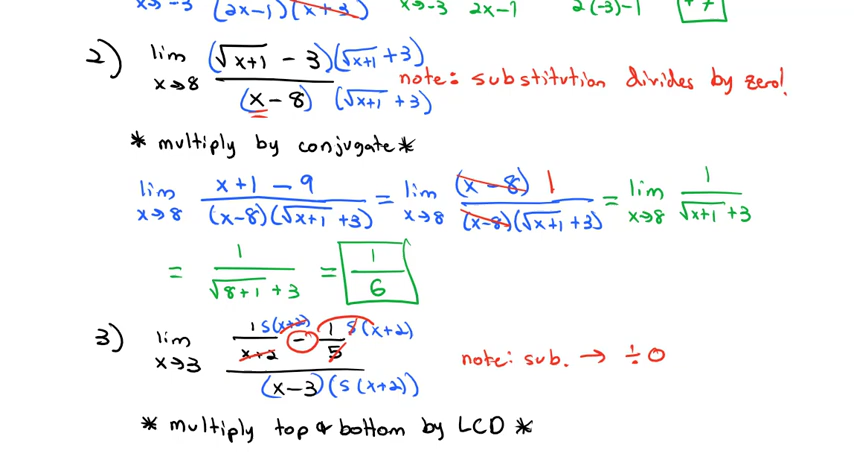 lim x→-3 (2x-1)(x+3) lim x→-3 2x-1 2(-3)-1
2) lim x→8 (√x+1 - 3)(√x+1 + 3) / (x - 8) (√x+1 + 3) note: substitution divides by zero!
* multiply by conjugate *
lim x→8 x+1-9 / (x-8)(√x+1 + 3) = lim x→8 (x-8) 1 / (x-8)(√x+1 + 3) = lim x→8 1 / √x+1 + 3
= 1 / √8+1 + 3 = 1/6
3) lim x→3 1/x+2 5(x+2) - 1/5 5(x+2) / (x-3)(5(x+2)) note: sub. → ÷0
* multiply top & bottom by LCD *